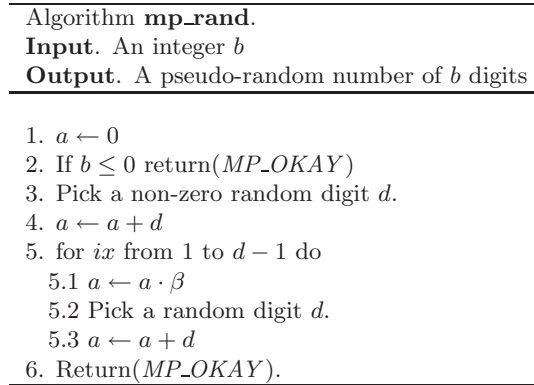 Algorithm mp_rand.
Input. An integer b
Output. A pseudo-random number of b digits
1. a ← 0
2. If b ≤ 0 return(MP_OKAY)
3. Pick a non-zero random digit d.
4. a ← a + d
5. for ix from 1 to d − 1 do
5.1 a ← a · β
5.2 Pick a random digit d.
5.3 a ← a + d
6. Return(MP_OKAY).